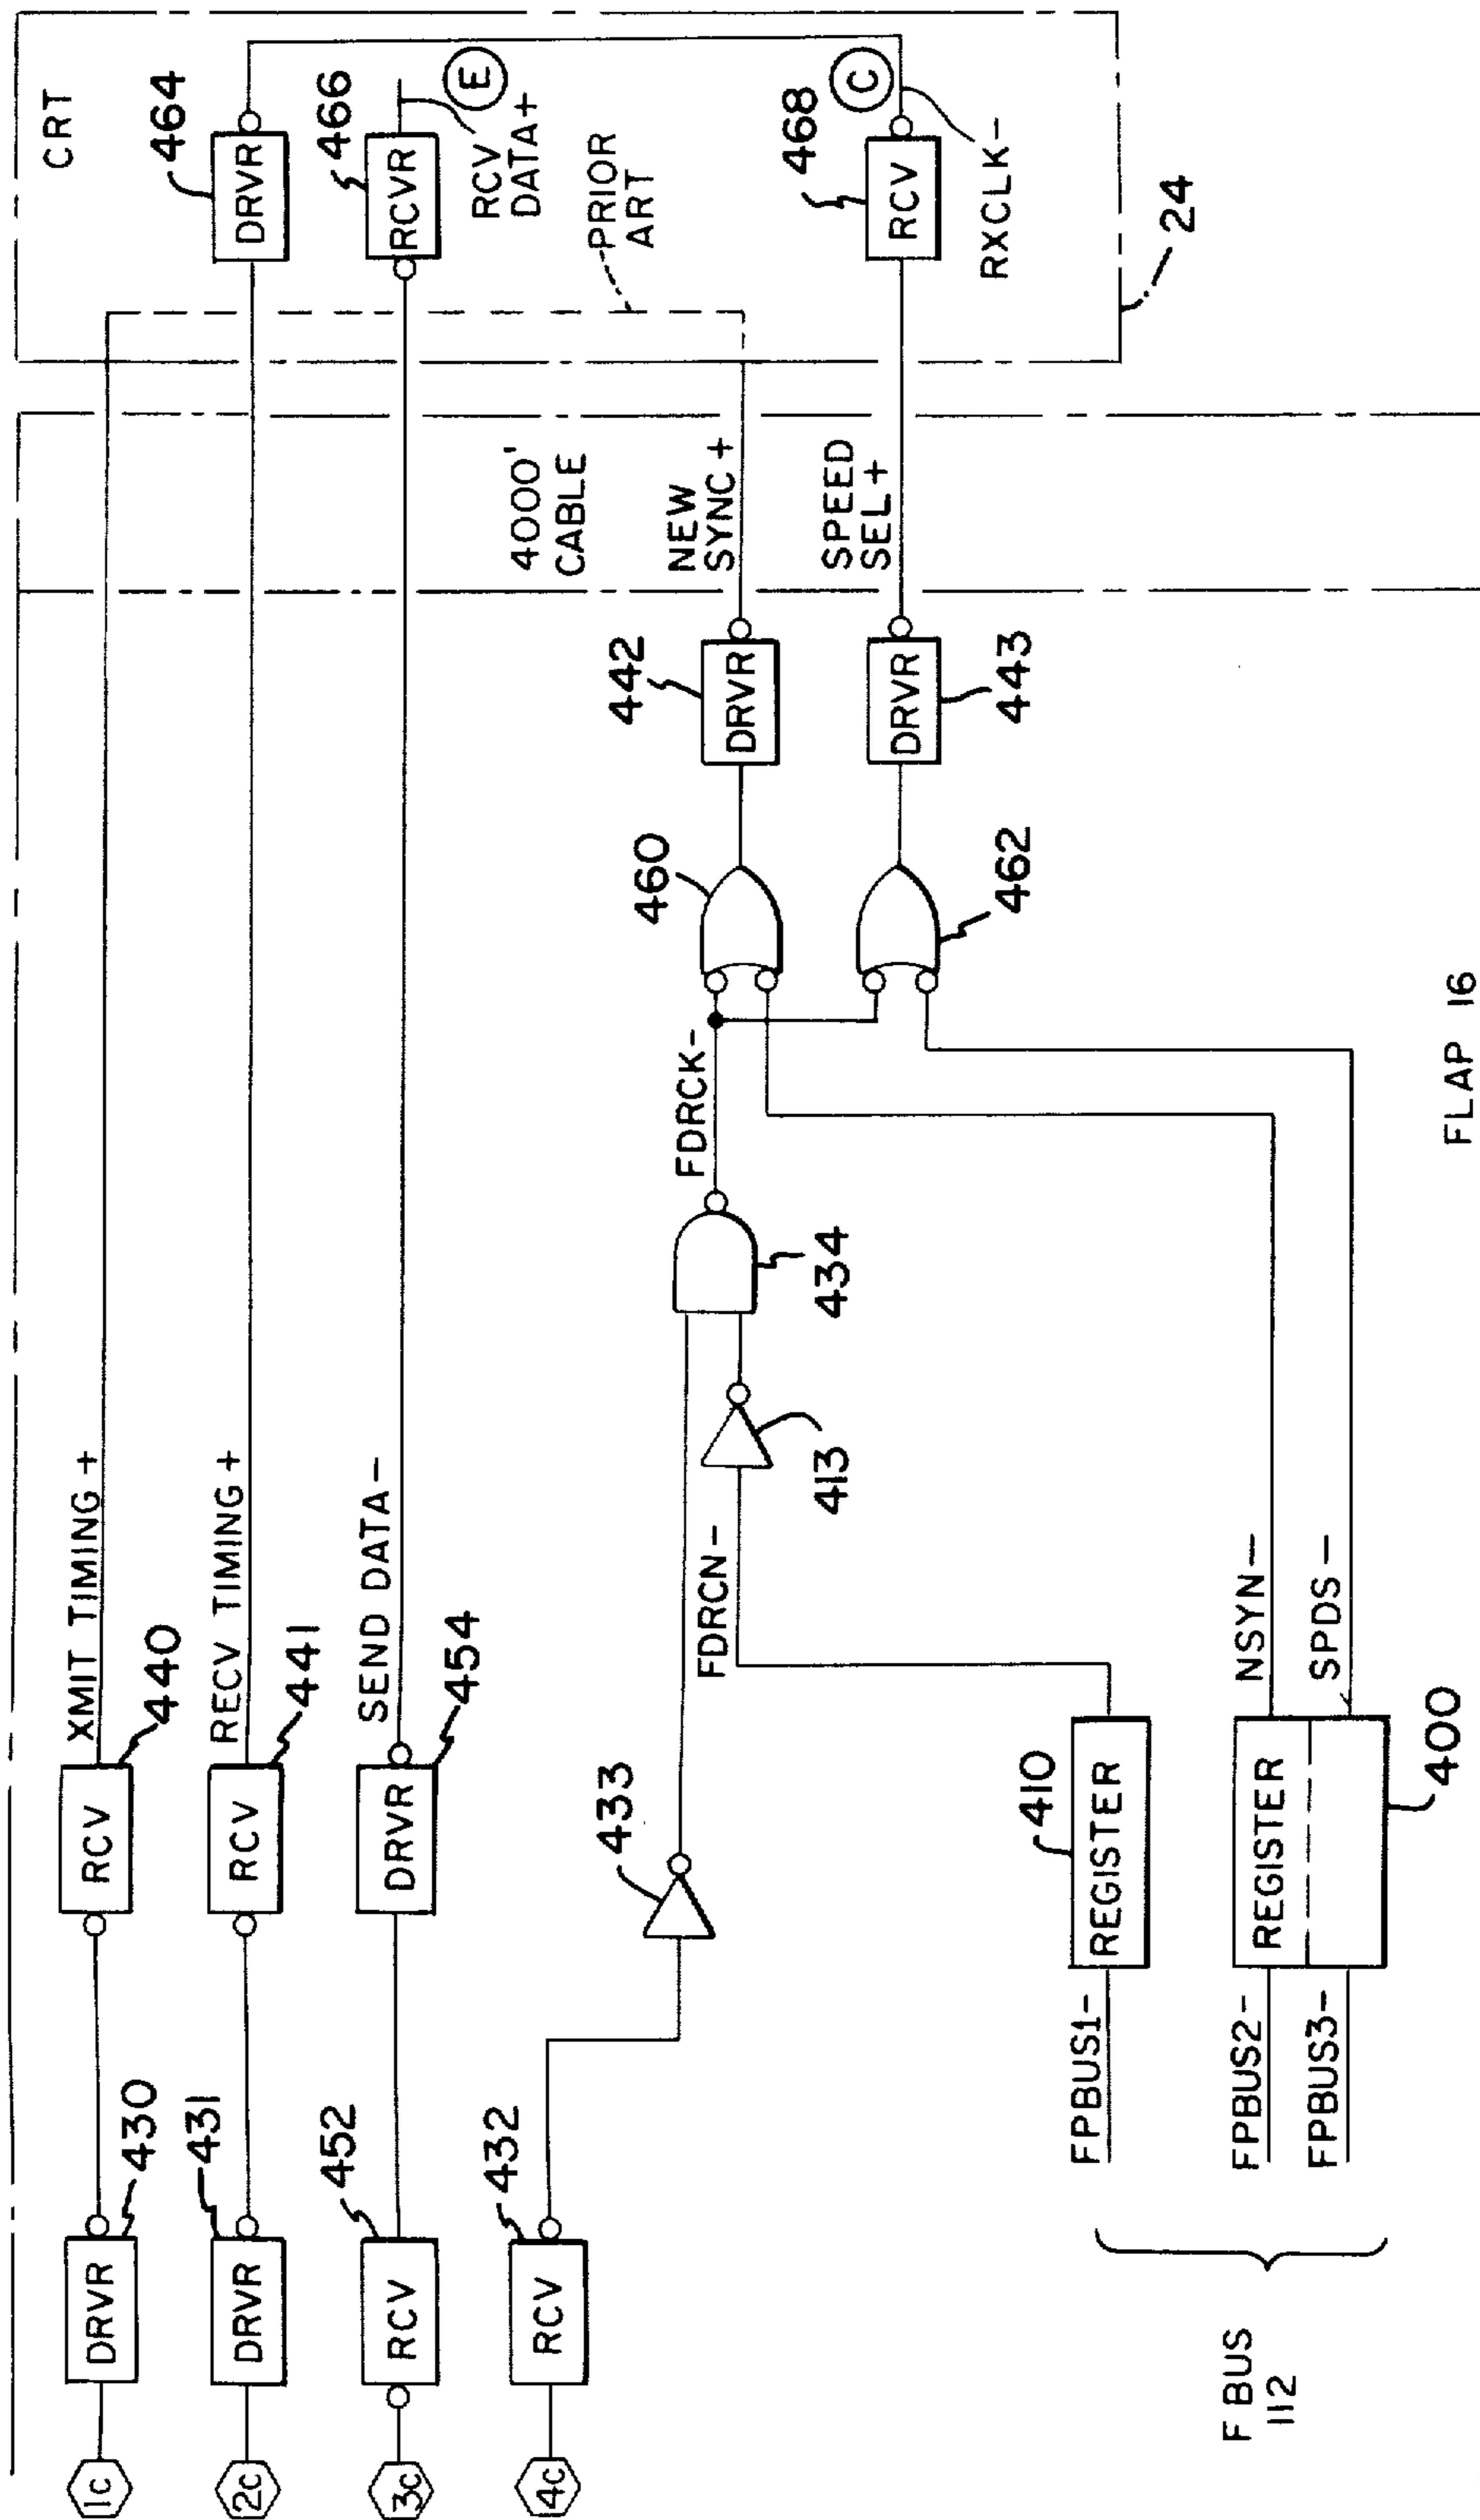 1c
DRVR
430
RCV
440
XMIT TIMING +
2c
DRVR
431
RCV
441
RECV TIMING +
3c
RCV
452
DRVR
454
SEND DATA -
4c
RCV
432
433
FDRCN-
413
434
FDRCK-
460
462
DRVR
442
DRVR
443
4000'
CABLE
NEW
SYNC +
SPEED
SEL +
CRT
DRVR
464
RCVR
466
RCV
DATA+
E
PRIOR
ART
RCV
468
C
RXCLK-
24
F BUS
112
FPBUS1-
REGISTER
410
FPBUS2-
FPBUS3-
REGISTER
400
NSYN-
SPDS-
FLAP 16